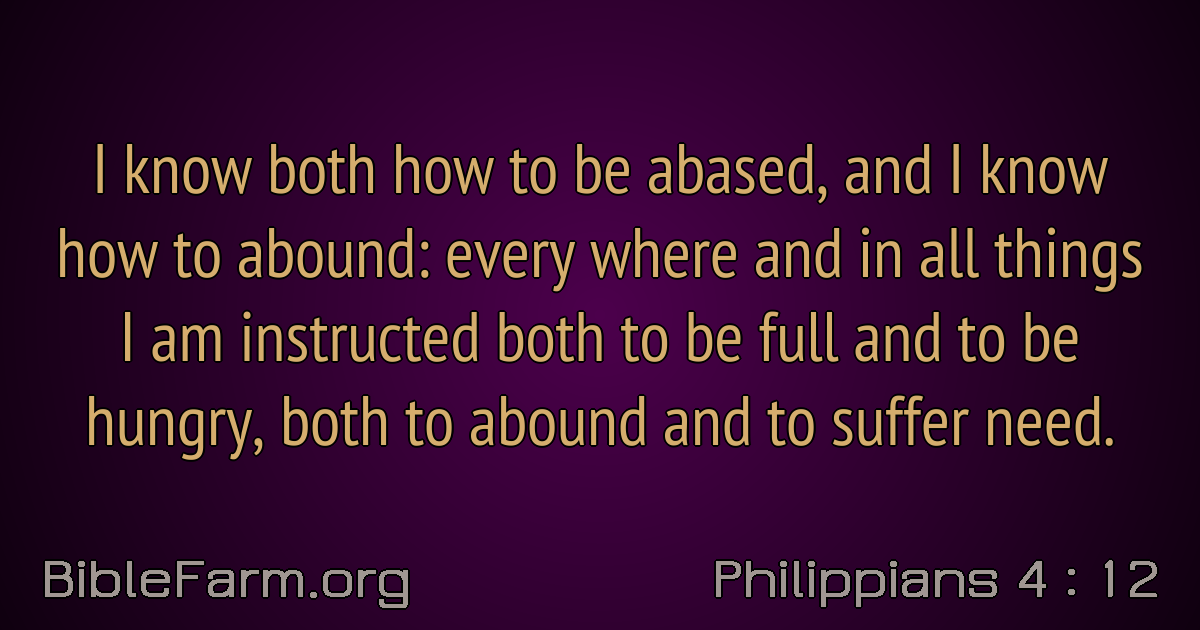 I know both how to be abased, and I know
how to abound: every where and in all things
I am instructed both to be full and to be
hungry, both to abound and to suffer need.
BibleFarm.org
Philippians 4 : 12